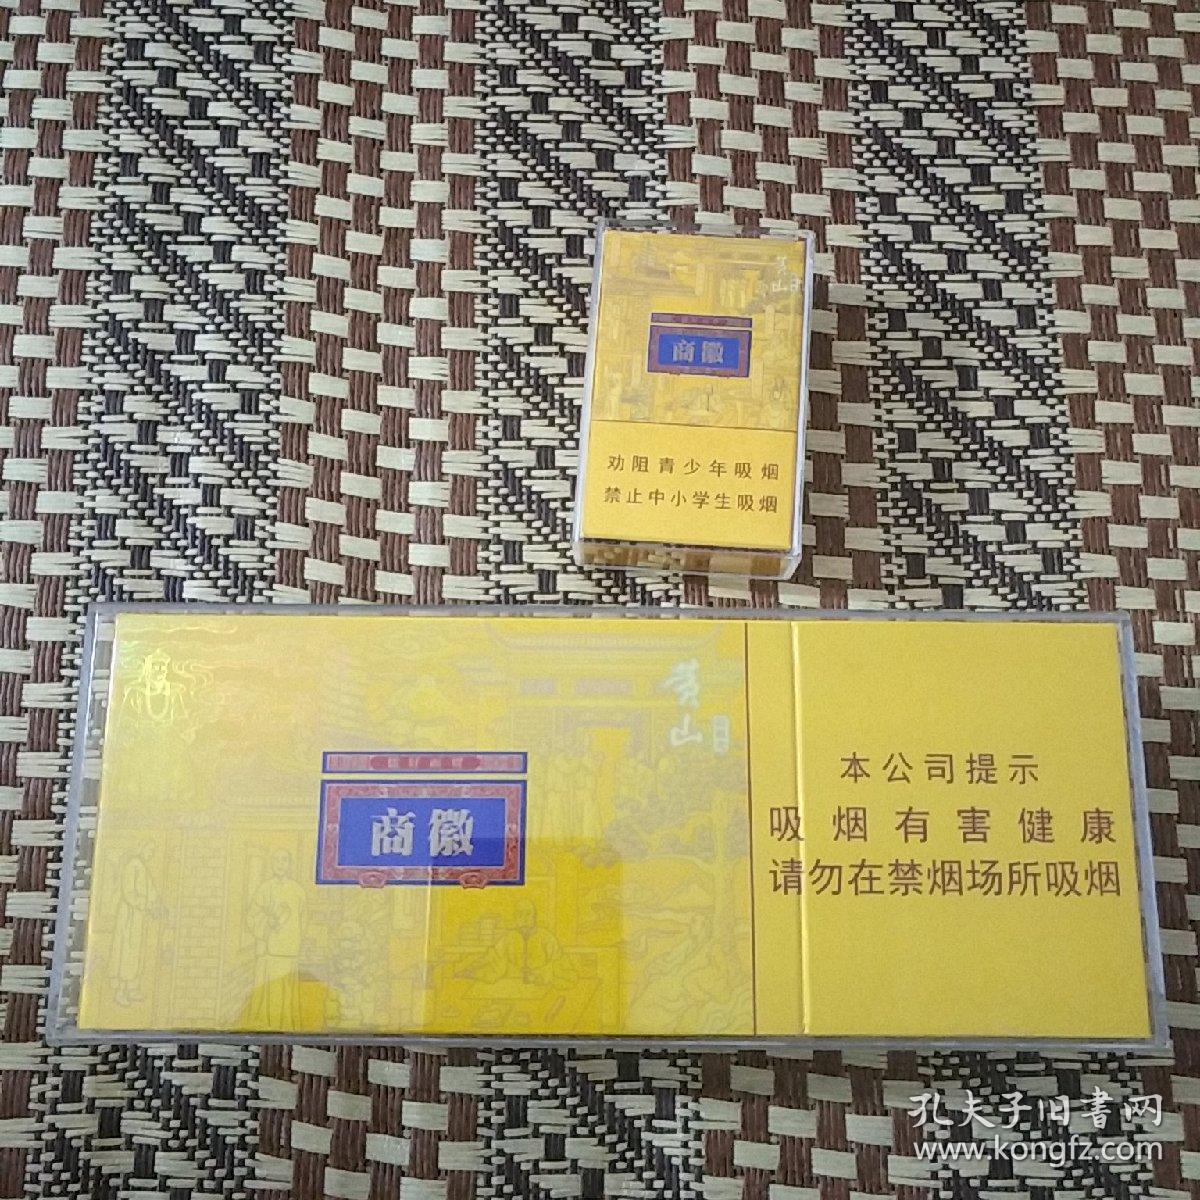 黄山
商徽
劝阻青少年吸烟
禁止中小学生吸烟
黄山
商徽
本公司提示
吸烟有害健康
请勿在禁烟场所吸烟
孔夫子旧书网
www.kongfz.com